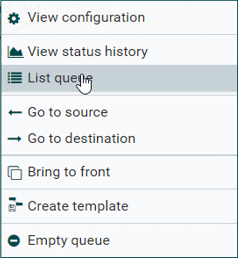 View configuration
View status history
List queue
Go to source
Go to destination
Bring to front
Create template
Empty queue